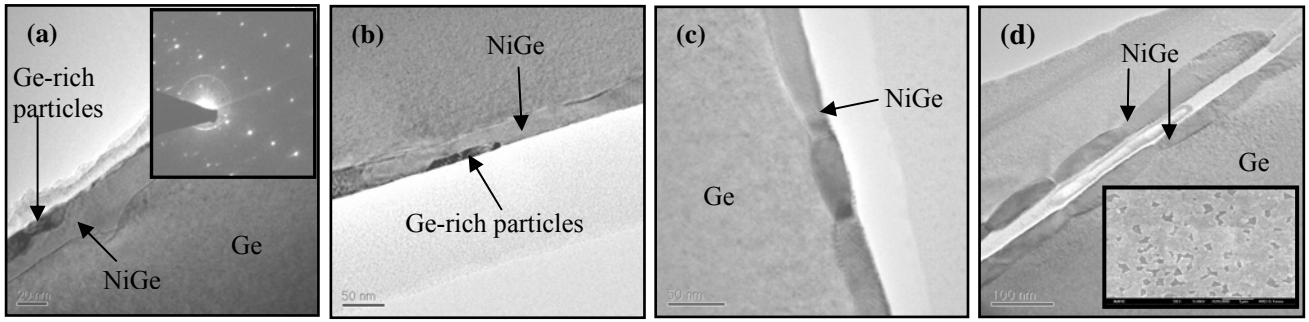 (a)
Ge-rich
particles
NiGe
Ge
20 nm
(b)
NiGe
Ge-rich particles
50 nm
(c)
NiGe
Ge
50 nm
(d)
NiGe
Ge
100 nm